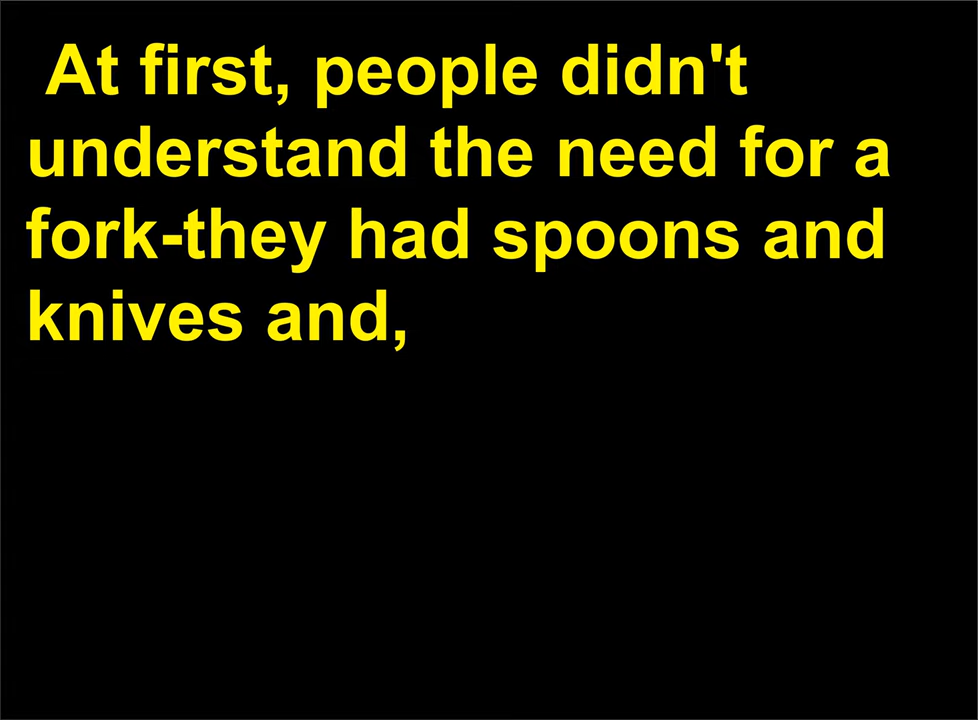 At first, people didn't
understand the need for a
fork-they had spoons and
knives and,